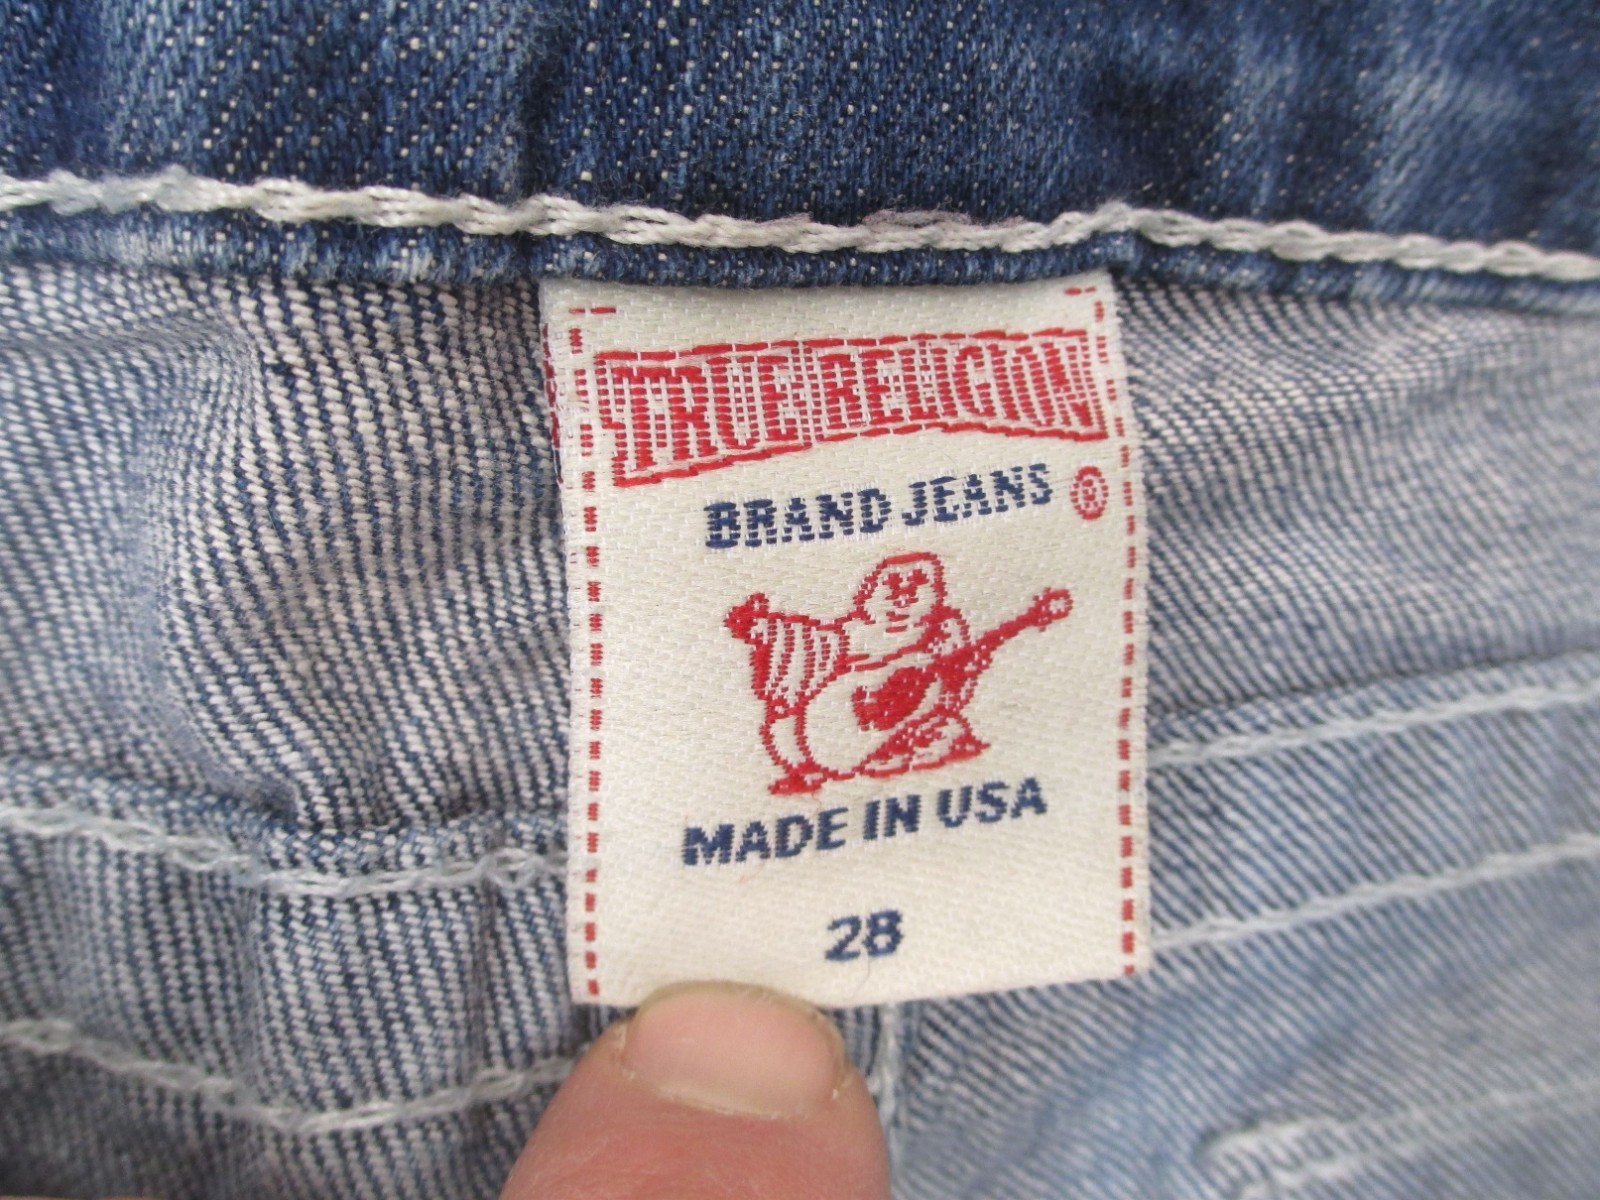 TRUE RELIGION
BRAND JEANS ®
MADE IN USA
28